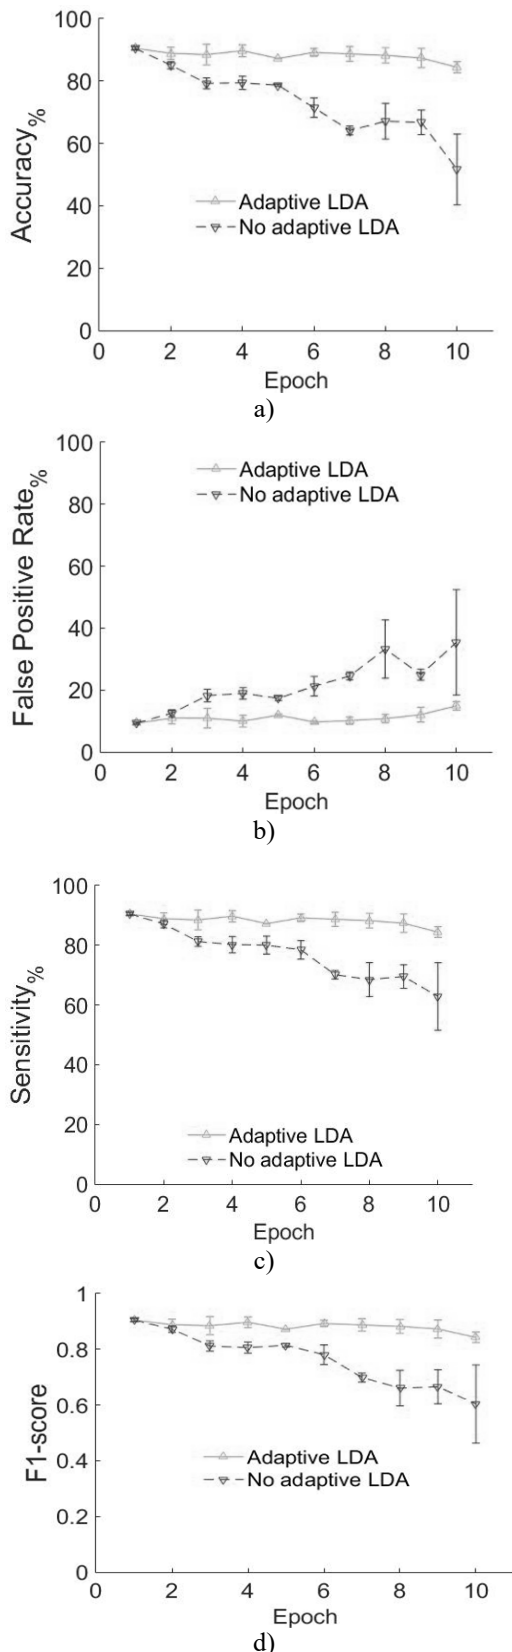 100
80
60
40
20
0
Accuracy%
Adaptive LDA
No adaptive LDA
0 2 4 6 8 10
Epoch
a)
100
80
60
40
20
0
False Positive Rate%
Adaptive LDA
No adaptive LDA
0 2 4 6 8 10
Epoch
b)
100
80
60
40
20
0
Sensitivity%
Adaptive LDA
No adaptive LDA
0 2 4 6 8 10
Epoch
c)
1
0.8
0.6
0.4
0.2
0
F1-score
Adaptive LDA
No adaptive LDA
0 2 4 6 8 10
Epoch
d)